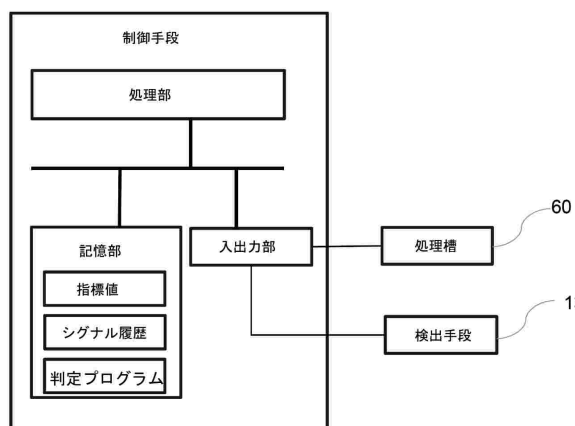 制御手段
処理部
記憶部
指標値
シグナル履歴
判定プログラム
入出力部
処理槽
60
検出手段